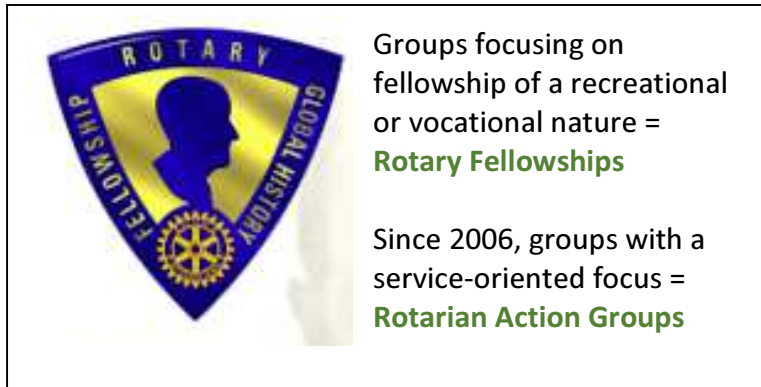 ROTARY
GLOBAL HISTORY
FELLOWSHIP
Groups focusing on
fellowship of a recreational
or vocational nature =
Rotary Fellowships
Since 2006, groups with a
service-oriented focus =
Rotarian Action Groups